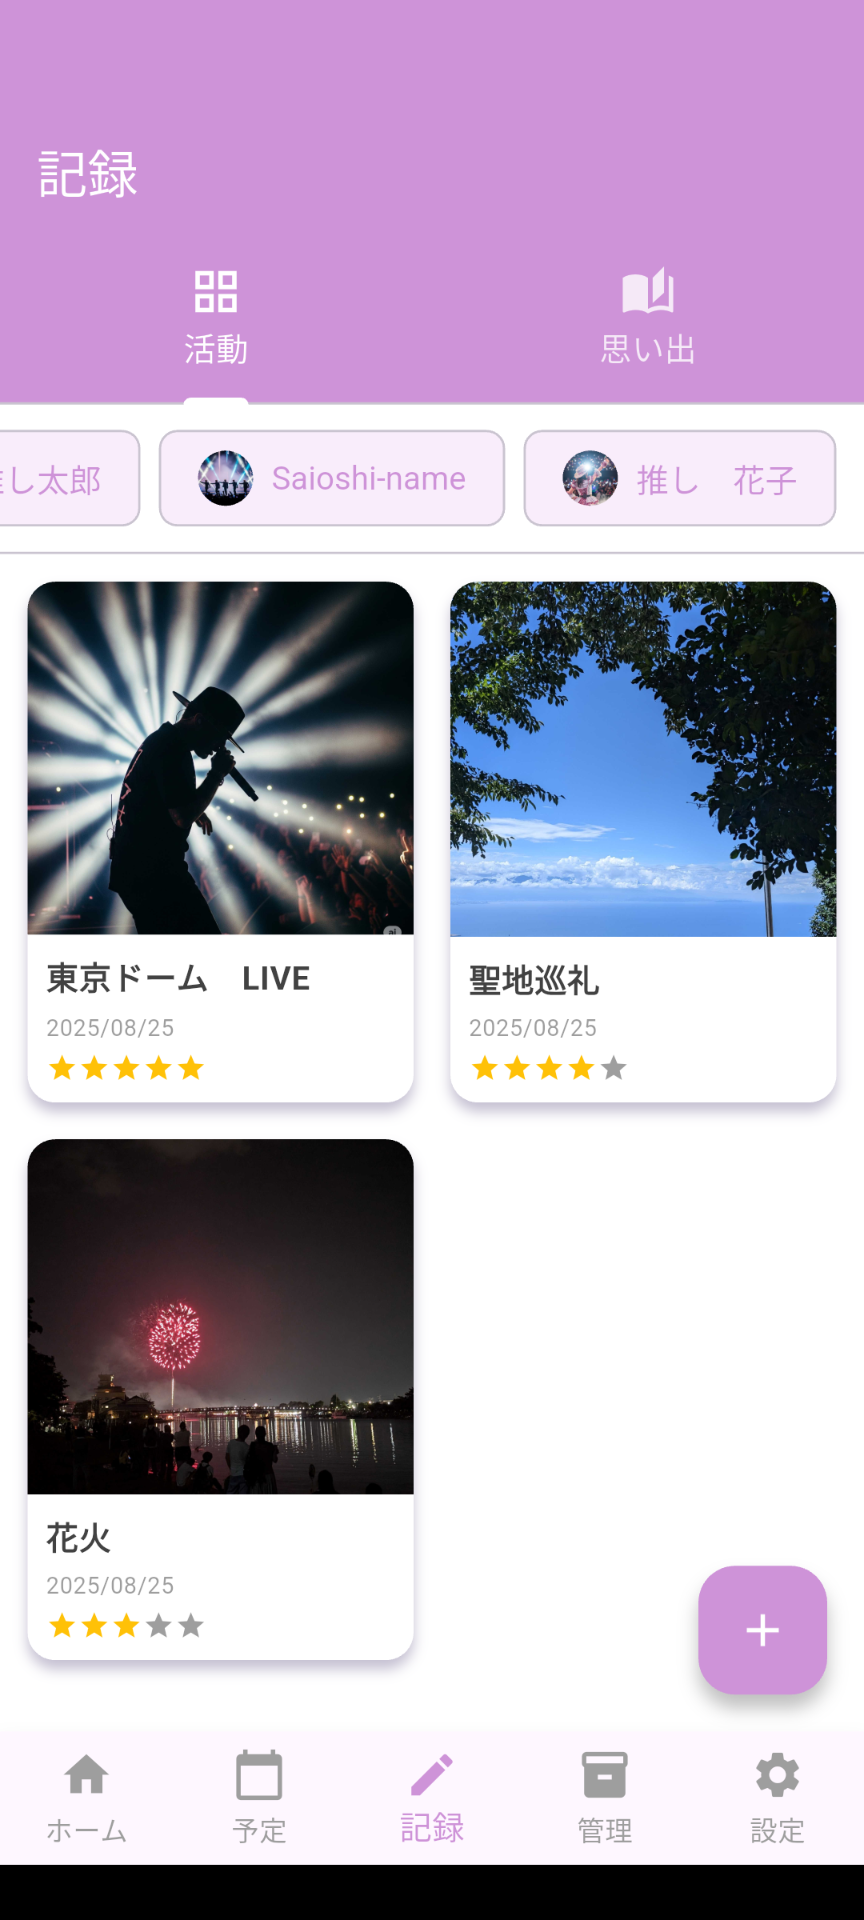 記録
活動
思い出
し太郎
Saioshi-name
推し　花子
東京ドーム　LIVE
2025/08/25
聖地巡礼
2025/08/25
花火
2025/08/25
ホーム
予定
記録
管理
設定